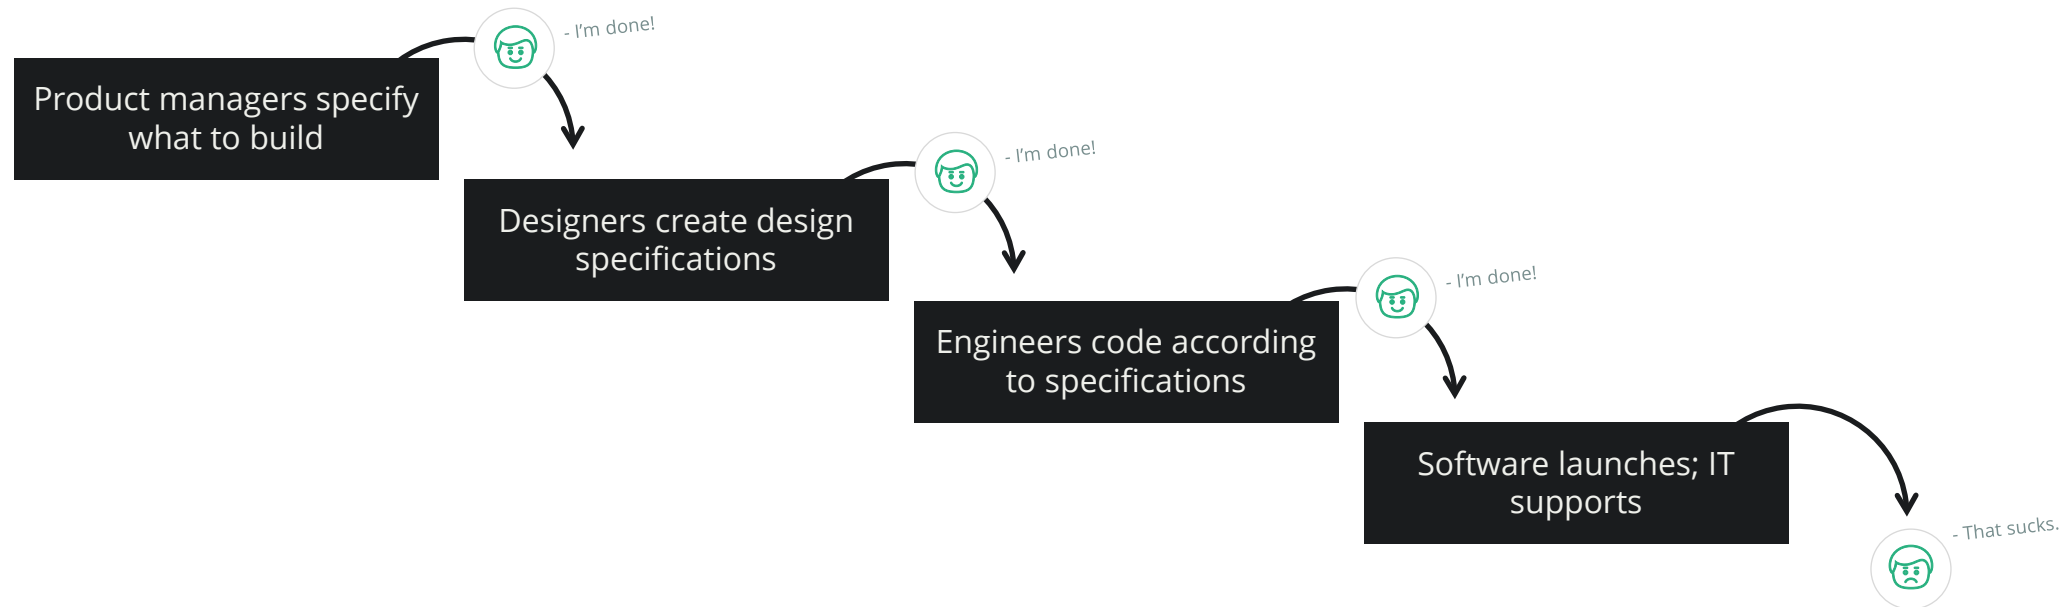 - I'm done!
Product managers specify
what to build
- I'm done!
Designers create design
specifications
- I'm done!
Engineers code according
to specifications
Software launches; IT
supports
- That sucks.